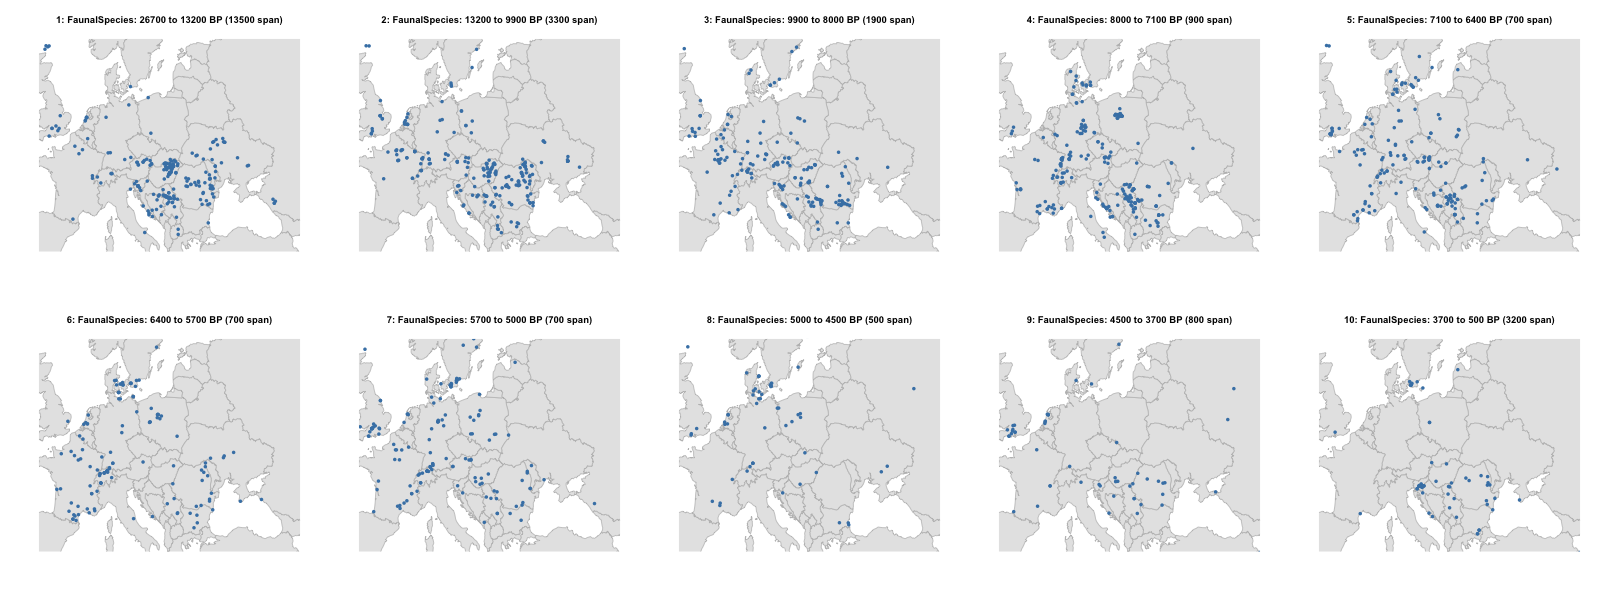 1: FaunalSpecies: 26700 to 13200 BP (13500 span)
2: FaunalSpecies: 13200 to 9900 BP (3300 span)
3: FaunalSpecies: 9900 to 8000 BP (1900 span)
4: FaunalSpecies: 8000 to 7100 BP (900 span)
5: FaunalSpecies: 7100 to 6400 BP (700 span)
6: FaunalSpecies: 6400 to 5700 BP (700 span)
7: FaunalSpecies: 5700 to 5000 BP (700 span)
8: FaunalSpecies: 5000 to 4500 BP (500 span)
9: FaunalSpecies: 4500 to 3700 BP (800 span)
10: FaunalSpecies: 3700 to 500 BP (3200 span)